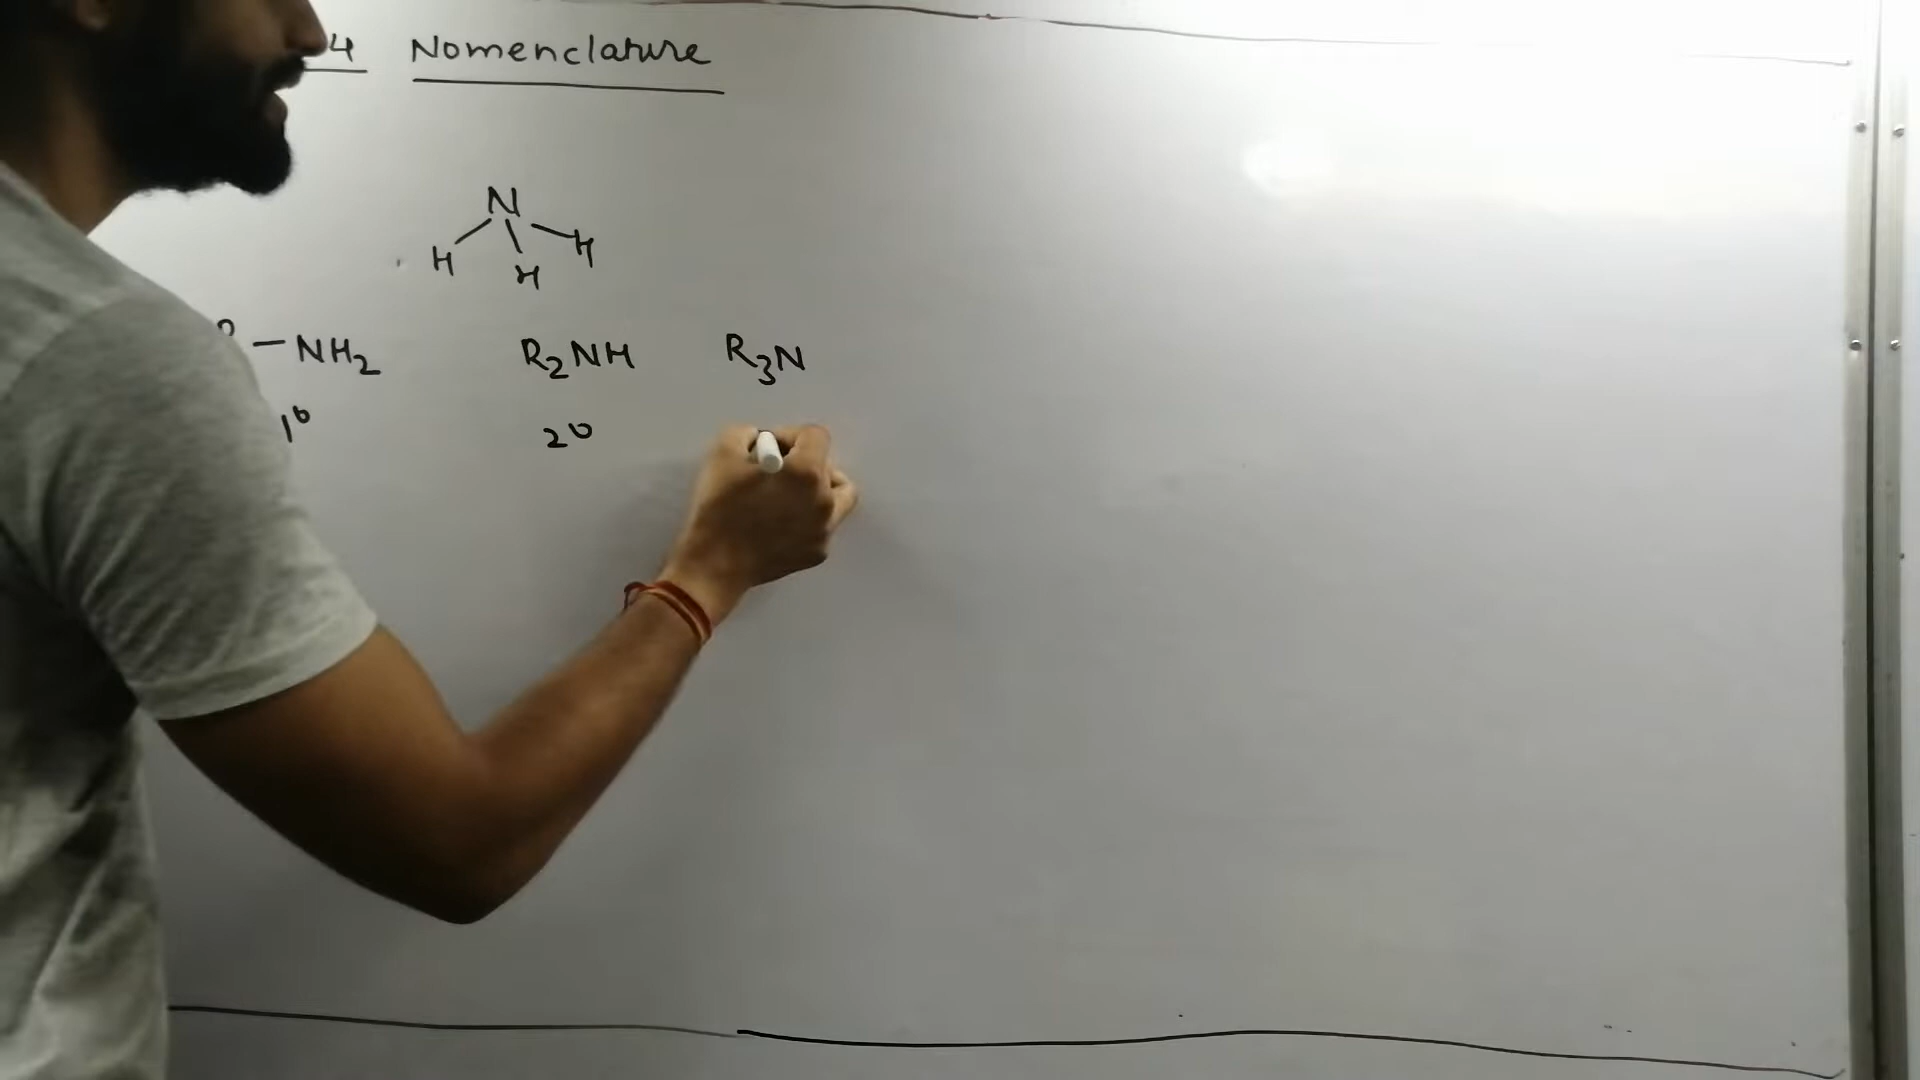 4 Nomenclature
N
H H H
–NH₂ R₂NH R₃N
1° 2°